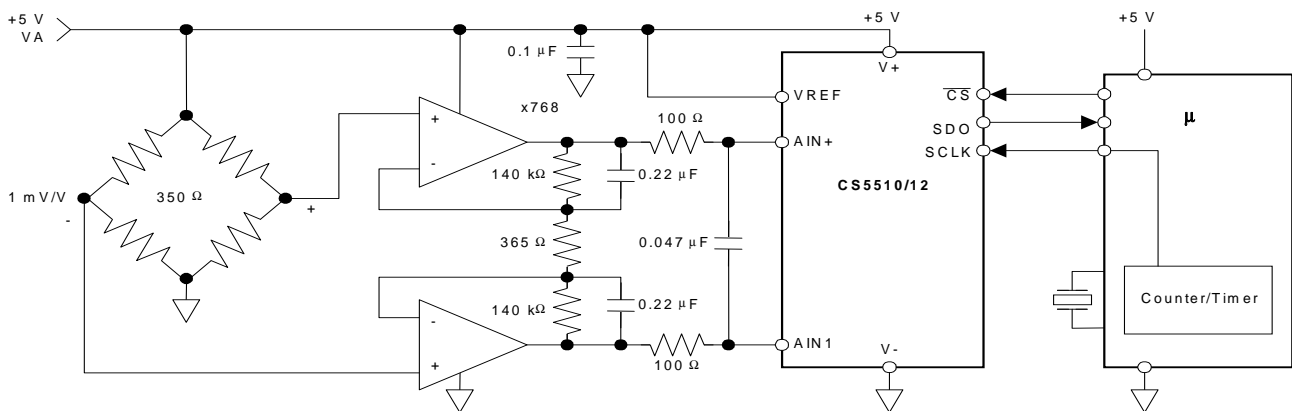 +5 V
VA
+5 V
+5 V
0.1 µF
V+
x768
VREF
CS
µ
+
100 Ω
SDO
AIN+
SCLK
-
140 kΩ
0.22 µF
CS5510/12
1 mV/V
350 Ω
-
+
365 Ω
0.047 µF
0.22 µF
Counter/Timer
140 kΩ
-
+
100 Ω
AIN1
V-